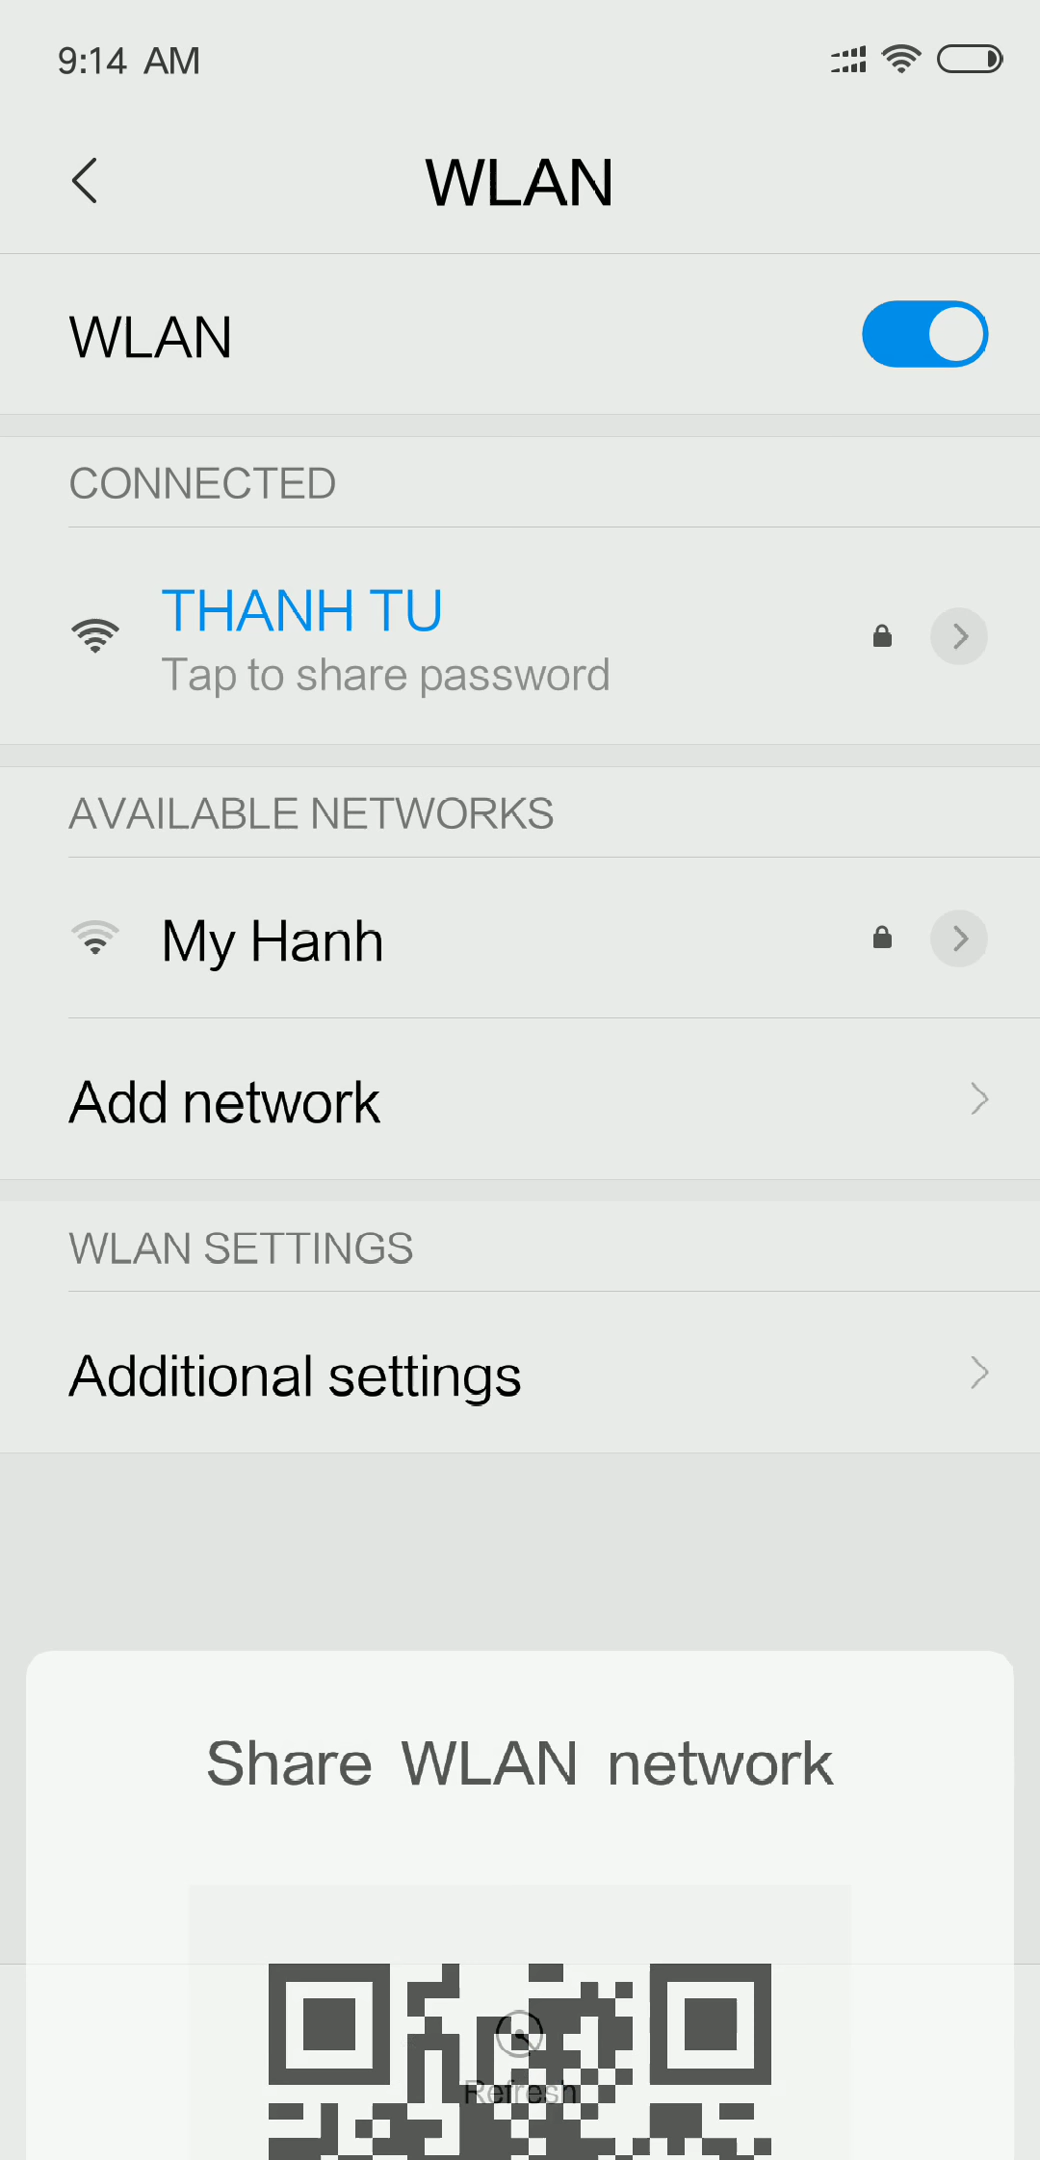 9:14 AM
WLAN
WLAN
CONNECTED
THANH TU
Tap to share password
AVAILABLE NETWORKS
My Hanh
Add network
WLAN SETTINGS
Additional settings
Share WLAN network
Refresh